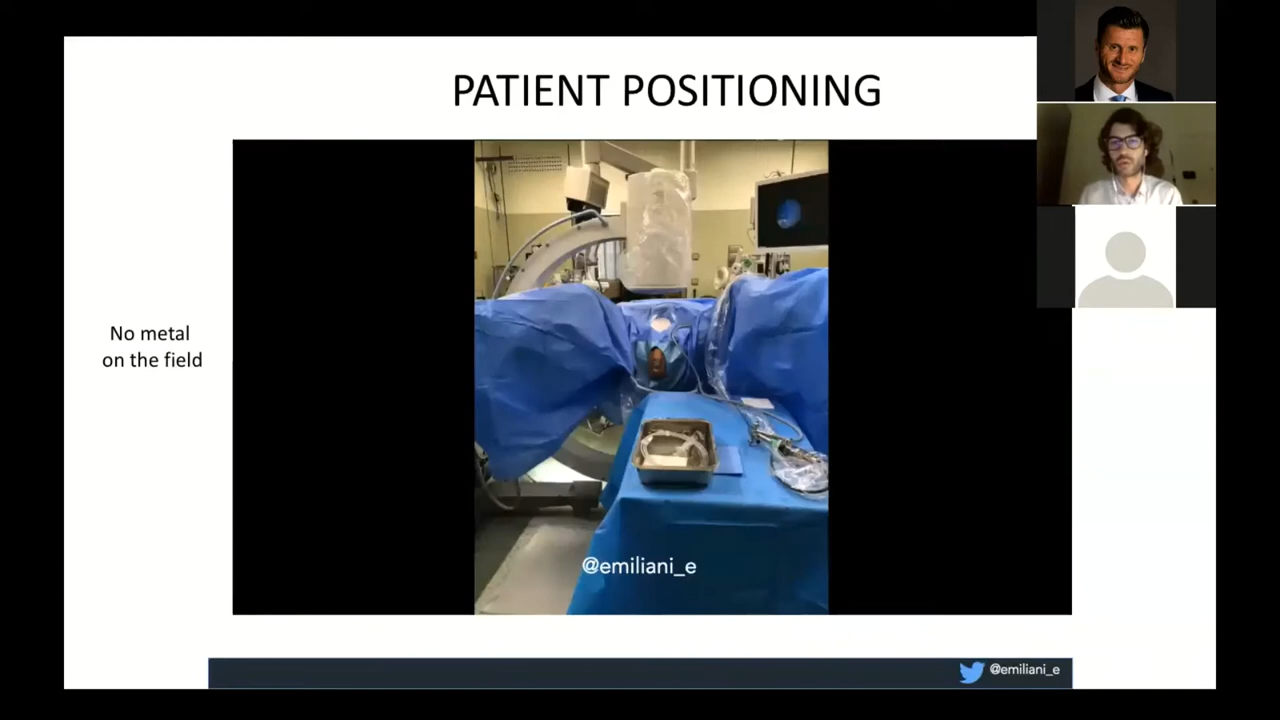 PATIENT POSITIONING
No metal
on the field
@emiliani_e
@emiliani_e